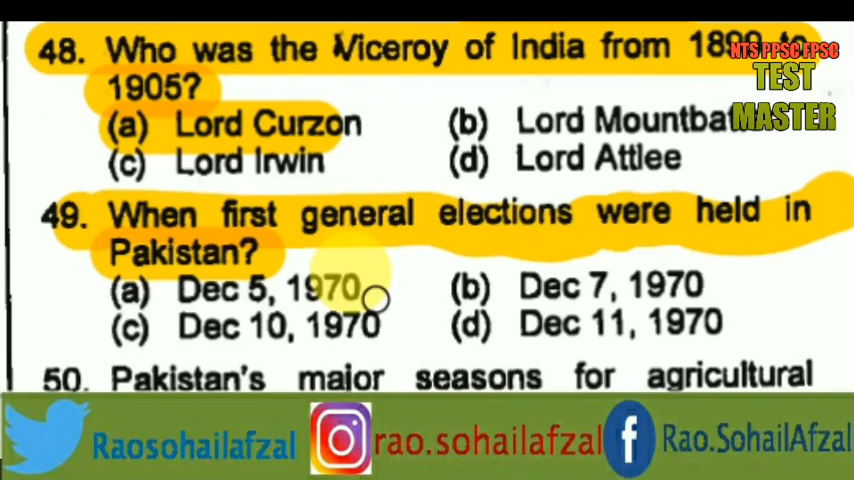 48. Who was the Viceroy of India from 1899 to
1905?
(a) Lord Curzon (b) Lord Mountbat
(c) Lord Irwin (d) Lord Attlee
49. When first general elections were held in
Pakistan?
(a) Dec 5, 1970 (b) Dec 7, 1970
(c) Dec 10, 1970 (d) Dec 11, 1970
50. Pakistan's major seasons for agricultural
NTS PPSC FPSC
TEST
MASTER
Raosohailafzal rao.sohailafzal Rao.SohailAfzal